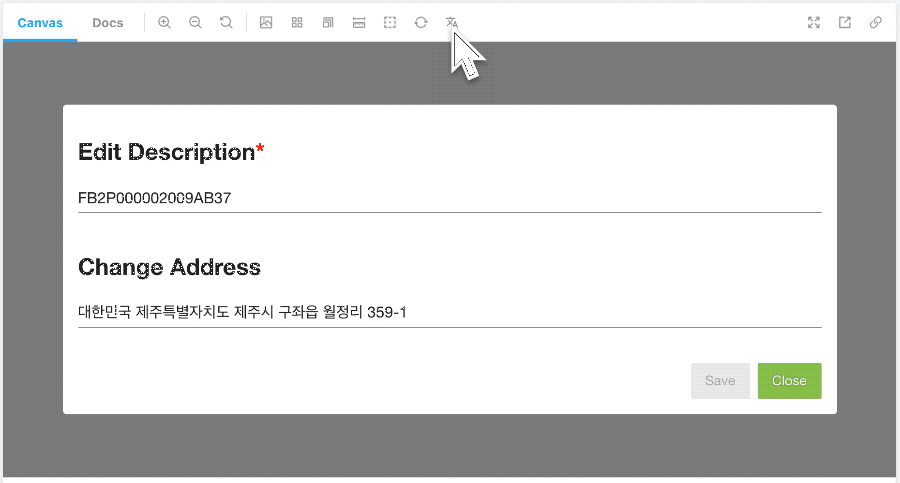 Canvas Docs
Edit Description*
FB2P000002009AB37
Change Address
대한민국 제주특별자치도 제주시 구좌읍 월정리 359-1
Save Close